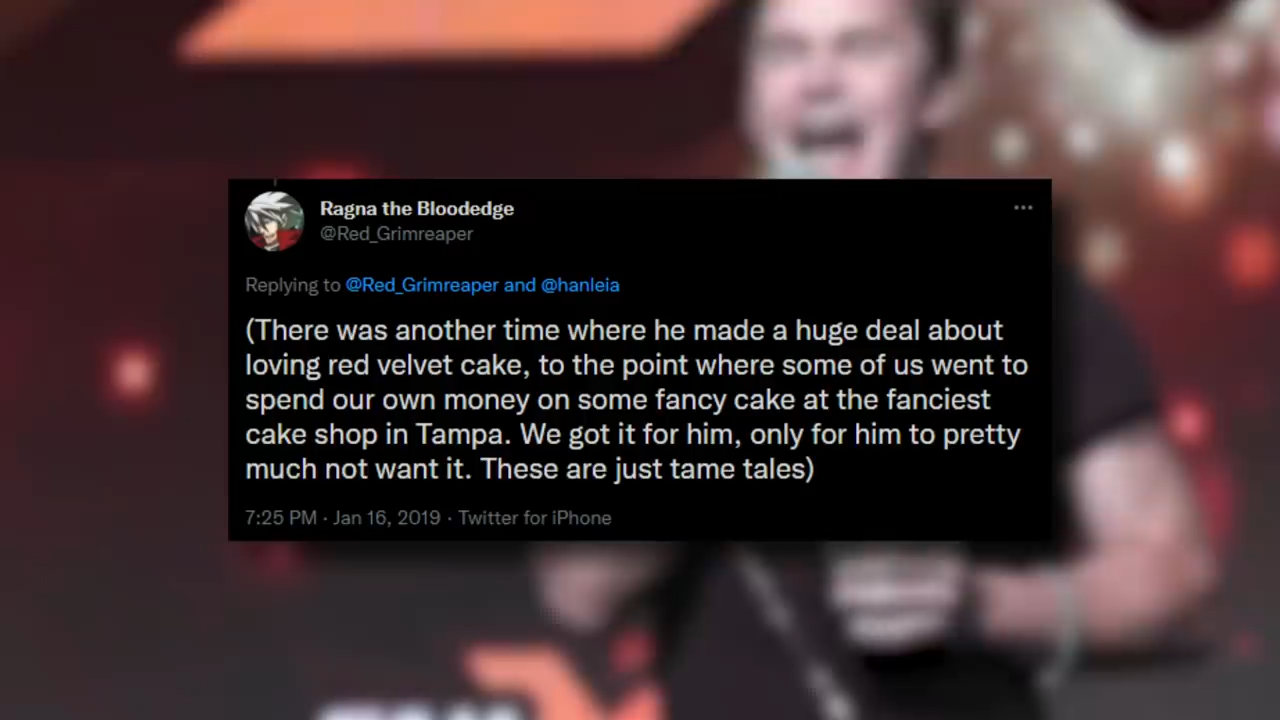 Ragna the Bloodedge
@Red_Grimreaper
Replying to @Red_Grimreaper and @hanleia
(There was another time where he made a huge deal about
loving red velvet cake, to the point where some of us went to
spend our own money on some fancy cake at the fanciest
cake shop in Tampa. We got it for him, only for him to pretty
much not want it. These are just tame tales)
7:25 PM · Jan 16, 2019 · Twitter for iPhone